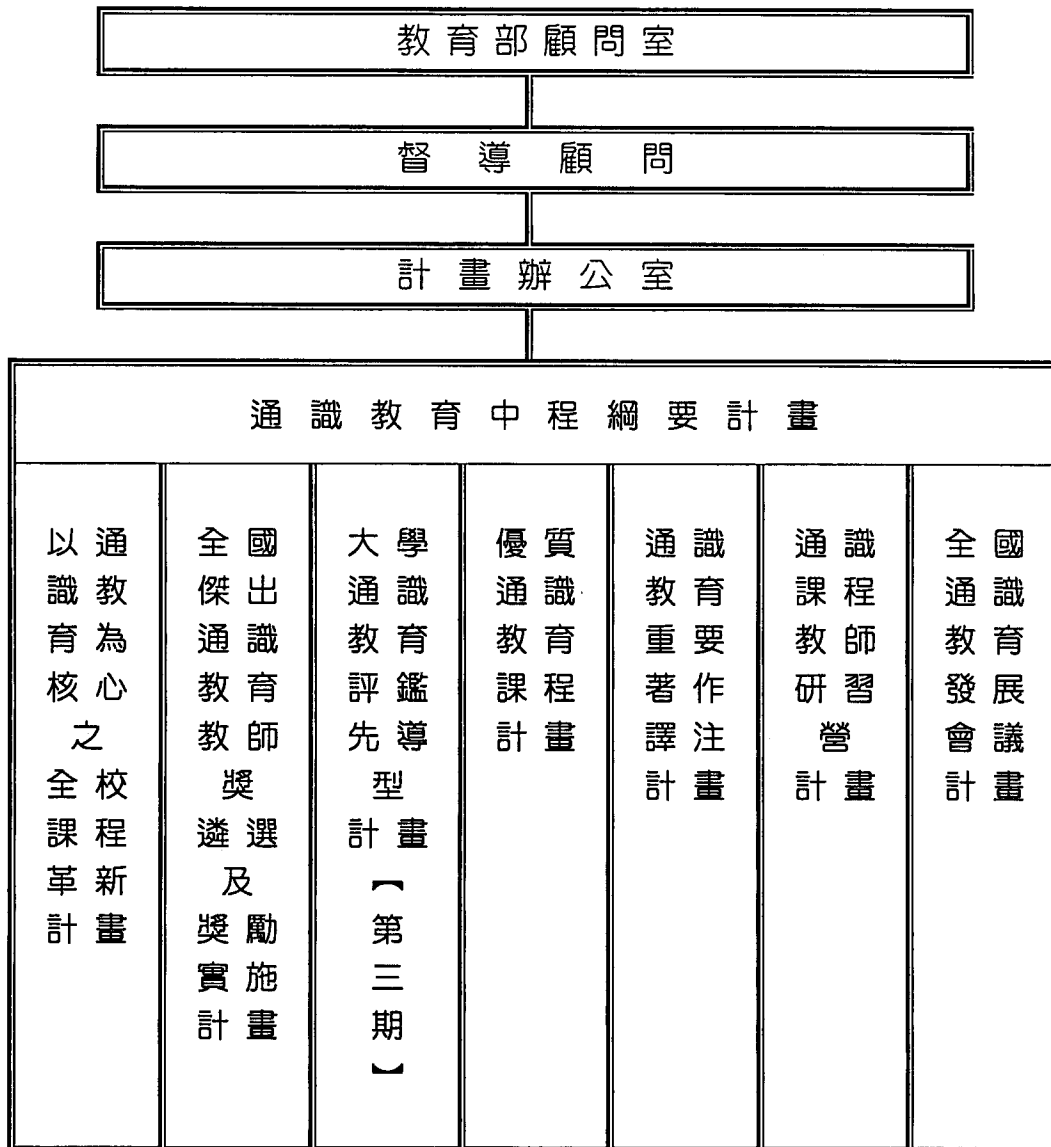 教育部顧問室
督導顧問
計畫辦公室
通識教育中程綱要計畫
以通
識教
育為
核心
之
全校
課程
革新
計畫
全國
傑出
通識
教育
教師
獎
遴選
及
獎勵
實施
計畫
大學
通識
教育
評鑑
先導
型
計畫
【
第
三
期
】
優質
通識
教育
課程
計畫
通識
教育
重要
著作
譯注
計畫
通識
課程
教師
研習
營
計畫
全國
通識
教育
發展
會議
計畫